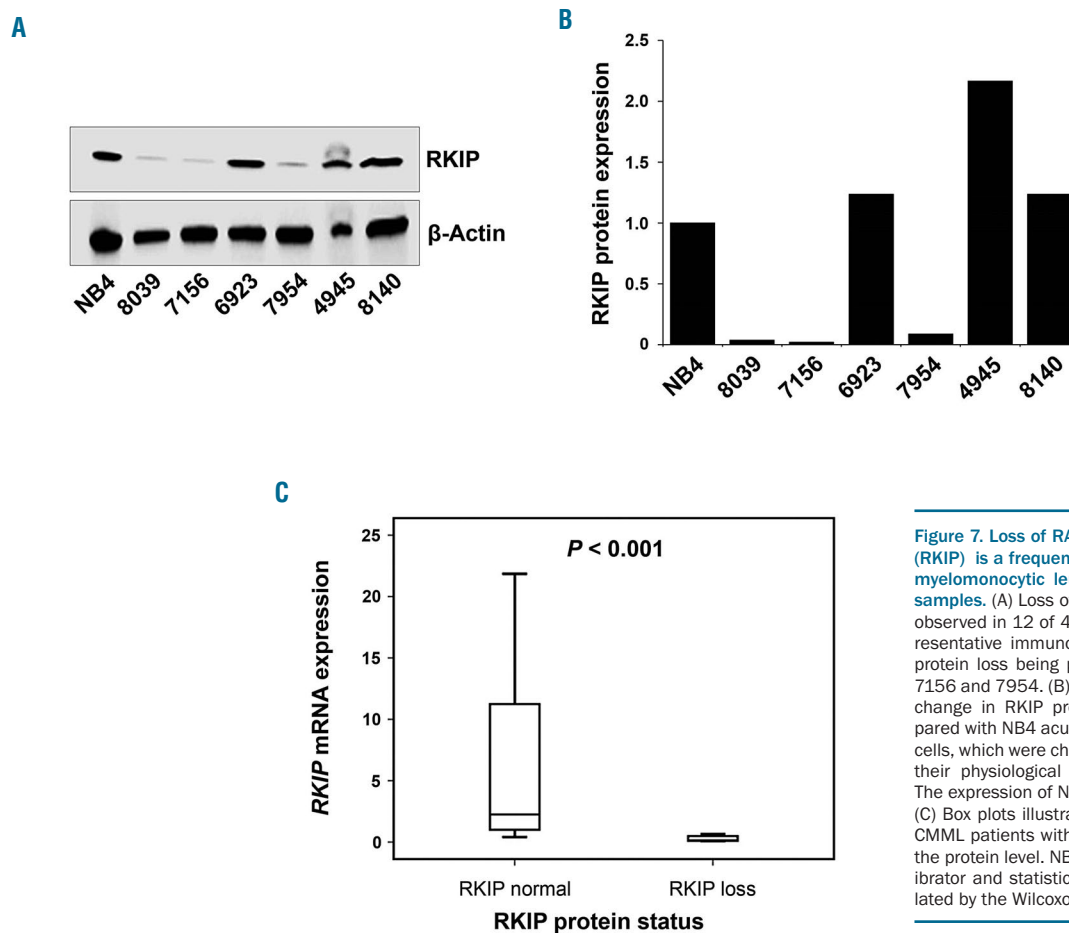 A
RKIP
β-Actin
NB4 8039 7156 6923 7954 4945 8140
B
RKIP protein expression
2.5
2.0
1.5
1.0
0.5
0
NB4 8039 7156 6923 7954 4945 8140
C
RKIP mRNA expression
25
20
15
10
5
0
P < 0.001
RKIP normal RKIP loss
RKIP protein status
Figure 7. Loss of RA
(RKIP) is a frequen
myelomonocytic le
samples. (A) Loss o
observed in 12 of 4
resentative immuno
protein loss being p
7156 and 7954. (B)
change in RKIP pro
pared with NB4 acu
cells, which were ch
their physiological
The expression of N
(C) Box plots illustra
CMML patients with
the protein level. NB
ibrator and statistic
lated by the Wilcoxo